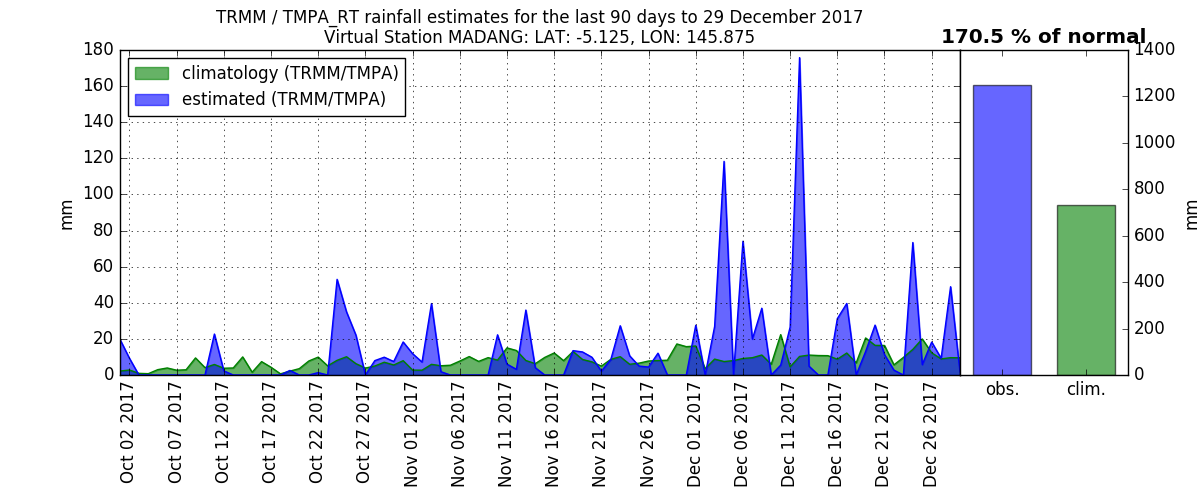 TRMM / TMPA_RT rainfall estimates for the last 90 days to 29 December 2017
Virtual Station MADANG: LAT: -5.125, LON: 145.875
170.5 % of normal
climatology (TRMM/TMPA)
estimated (TRMM/TMPA)
mm
180
160
140
120
100
80
60
40
20
0
Oct 02 2017
Oct 07 2017
Oct 12 2017
Oct 17 2017
Oct 22 2017
Oct 27 2017
Nov 01 2017
Nov 06 2017
Nov 11 2017
Nov 16 2017
Nov 21 2017
Nov 26 2017
Dec 01 2017
Dec 06 2017
Dec 11 2017
Dec 16 2017
Dec 21 2017
Dec 26 2017
obs.
clim.
1400
1200
1000
800
600
400
200
0
mm